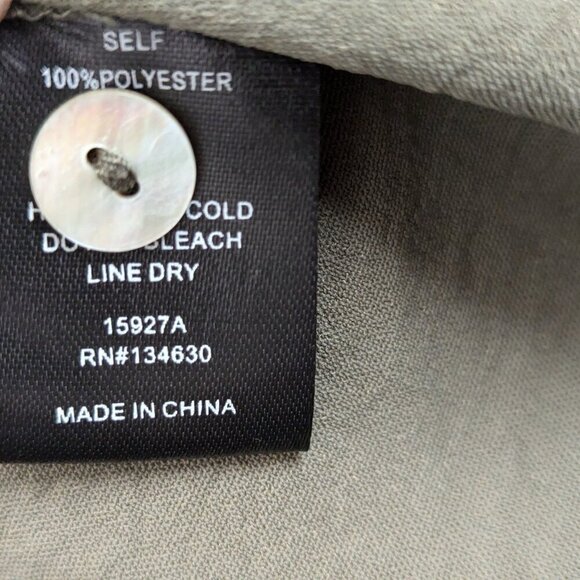 SELF
100%POLYESTER
COLD
BLEACH
LINE DRY
15927A
RN#134630
MADE IN CHINA